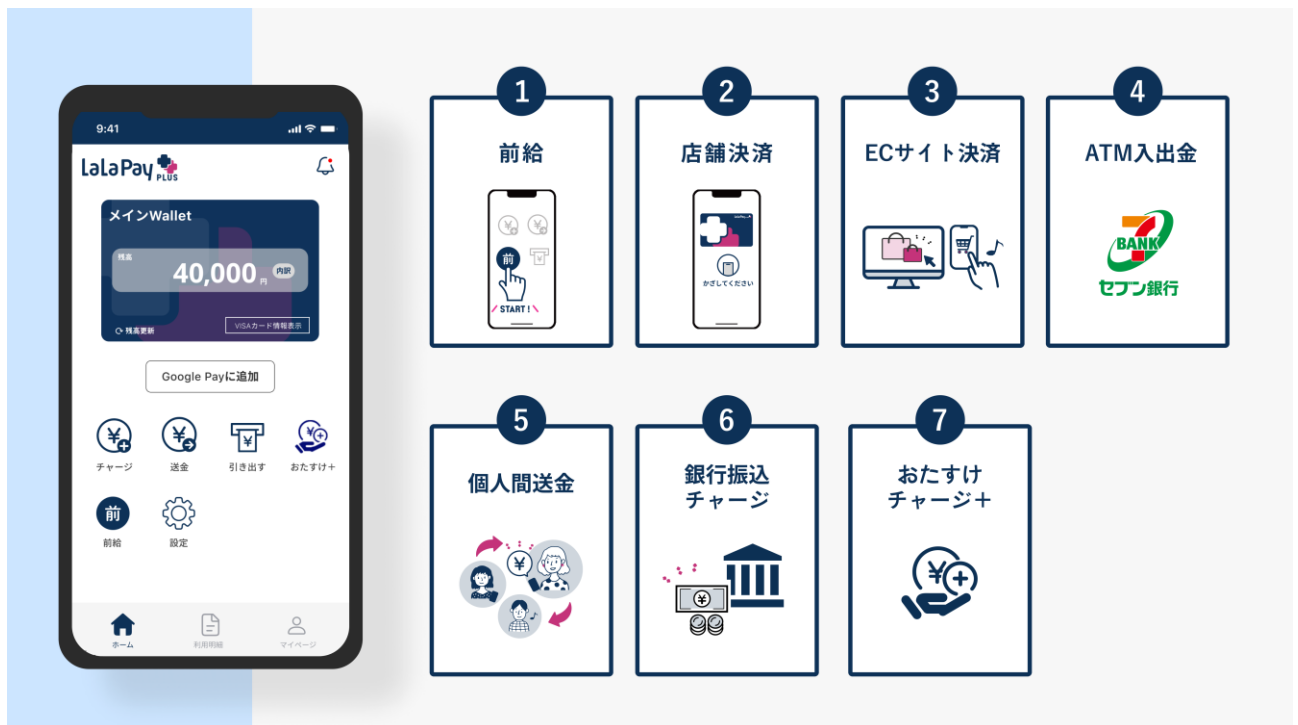 9:41
LaLa Pay
PLUS
メインWallet
残高
40,000 円
内訳
残高更新
VISAカード情報表示
Google Payに追加
チャージ
送金
引き出す
おたすけ+
前
前給
設定
ホーム
利用明細
マイページ
1
前給
前
START!
2
店舗決済
かざしてください
3
ECサイト決済
4
ATM入出金
7
BANK
セブン銀行
5
個人間送金
6
銀行振込
チャージ
7
おたすけ
チャージ+